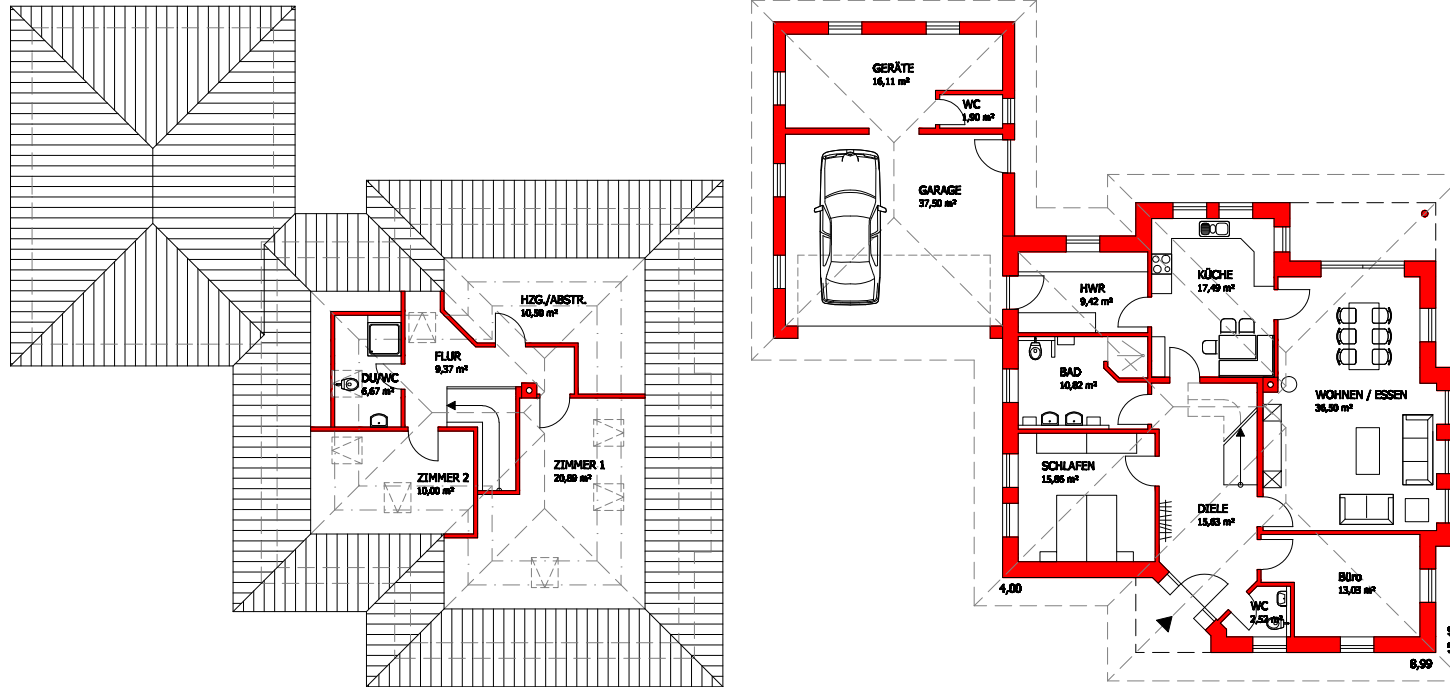 HZG./ABSTR.
10,50 m²
FLUR
9,37 m²
DU/WC
6,67 m²
ZIMMER 2
10,00 m²
ZIMMER 1
20,89 m²
GERÄTE
16,11 m²
WC
1,90 m²
GARAGE
37,50 m²
KÜCHE
17,49 m²
HWR
9,42 m²
BAD
10,82 m²
WOHNEN / ESSEN
36,50 m²
SCHLAFEN
15,86 m²
DIELE
15,63 m²
Büro
13,03 m²
WC
2,52 m²
4,00
8,99